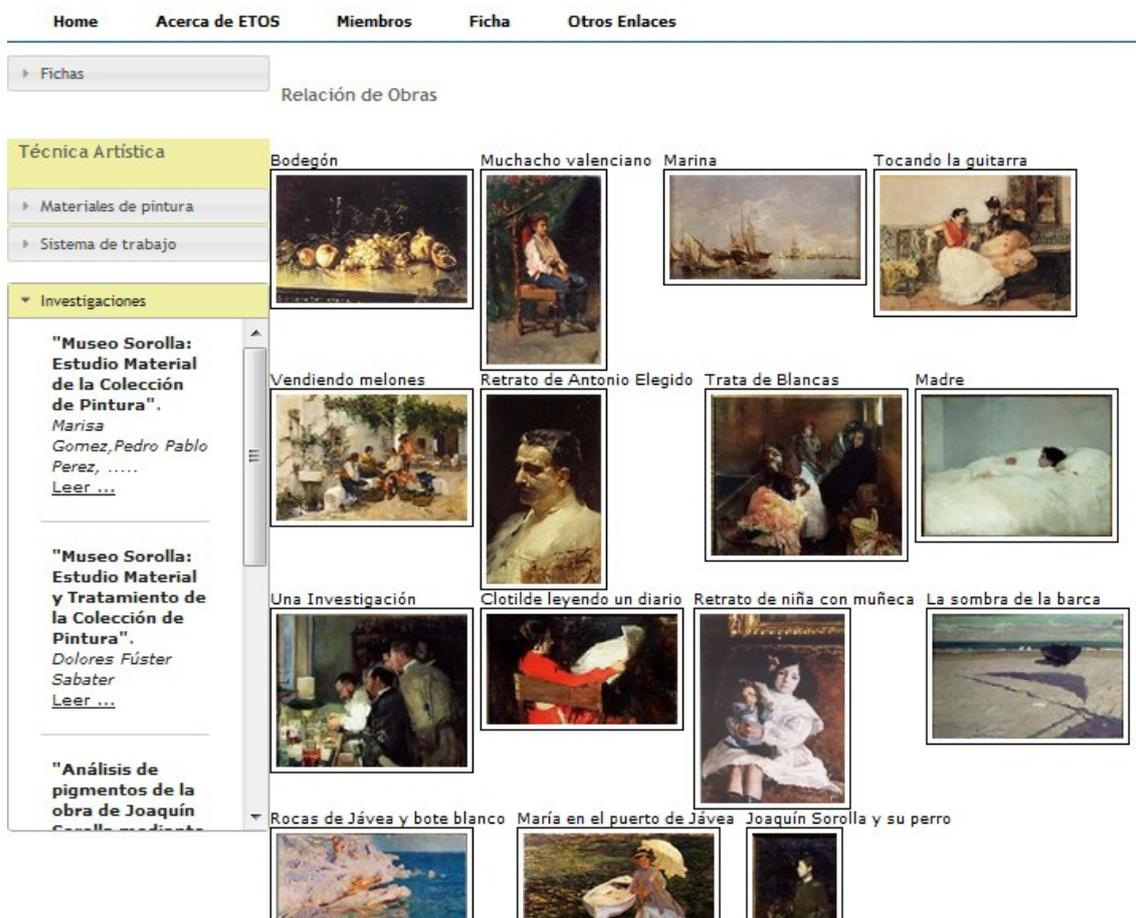 Home Acerca de ETOS Miembros Ficha Otros Enlaces
Fichas
Relación de Obras
Técnica Artística
Materiales de pintura
Sistema de trabajo
Investigaciones
"Museo Sorolla:
Estudio Material
de la Colección
de Pintura".
Marisa
Gomez,Pedro Pablo
Perez, .....
Leer ...
"Museo Sorolla:
Estudio Material
y Tratamiento de
la Colección de
Pintura".
Dolores Fúster
Sabater
Leer ...
"Análisis de
pigmentos de la
obra de Joaquín
Sorolla mediante
Bodegón Muchacho valenciano Marina Tocando la guitarra
Vendiendo melones Retrato de Antonio Elegido Trata de Blancas Madre
Una Investigación Clotilde leyendo un diario Retrato de niña con muñeca La sombra de la barca
Rocas de Jávea y bote blanco María en el puerto de Jávea Joaquín Sorolla y su perro